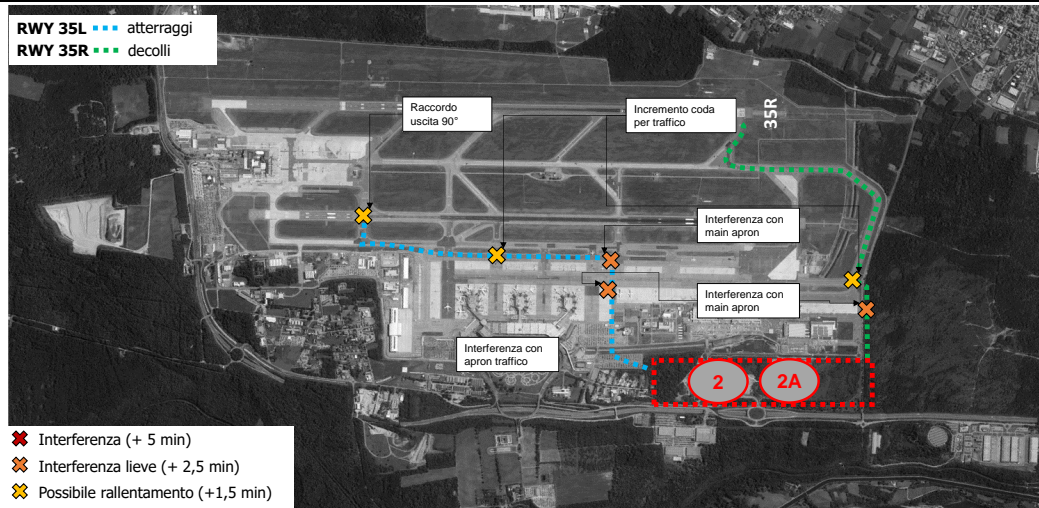 RWY 35L atterraggi
RWY 35R decolli
Raccordo
uscita 90°
Incremento coda
per traffico
35R
Interferenza con
main apron
Interferenza con
main apron
Interferenza con
apron traffico
2
2A
Interferenza (+ 5 min)
Interferenza lieve (+ 2,5 min)
Possibile rallentamento (+1,5 min)